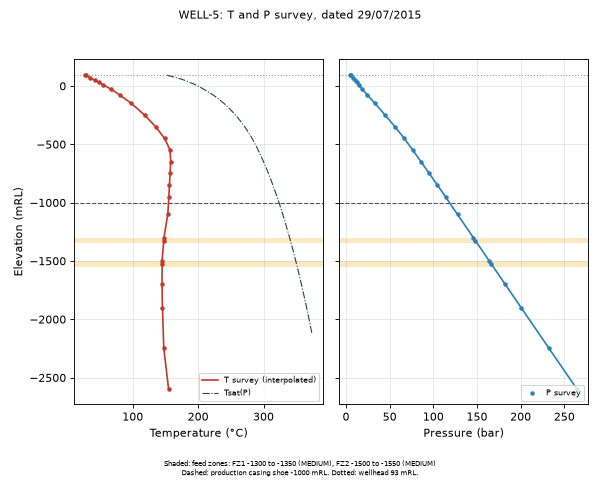 WELL-5: T and P survey, dated 29/07/2015
Elevation (mRL)
0
−500
−1000
−1500
−2000
−2500
100
200
300
Temperature (°C)
T survey (interpolated)
Tsat(P)
0
50
100
150
200
250
Pressure (bar)
P survey
Shaded: feed zones: FZ1 -1300 to -1350 (MEDIUM), FZ2 -1500 to -1550 (MEDIUM)
Dashed: production casing shoe -1000 mRL. Dotted: wellhead 93 mRL.